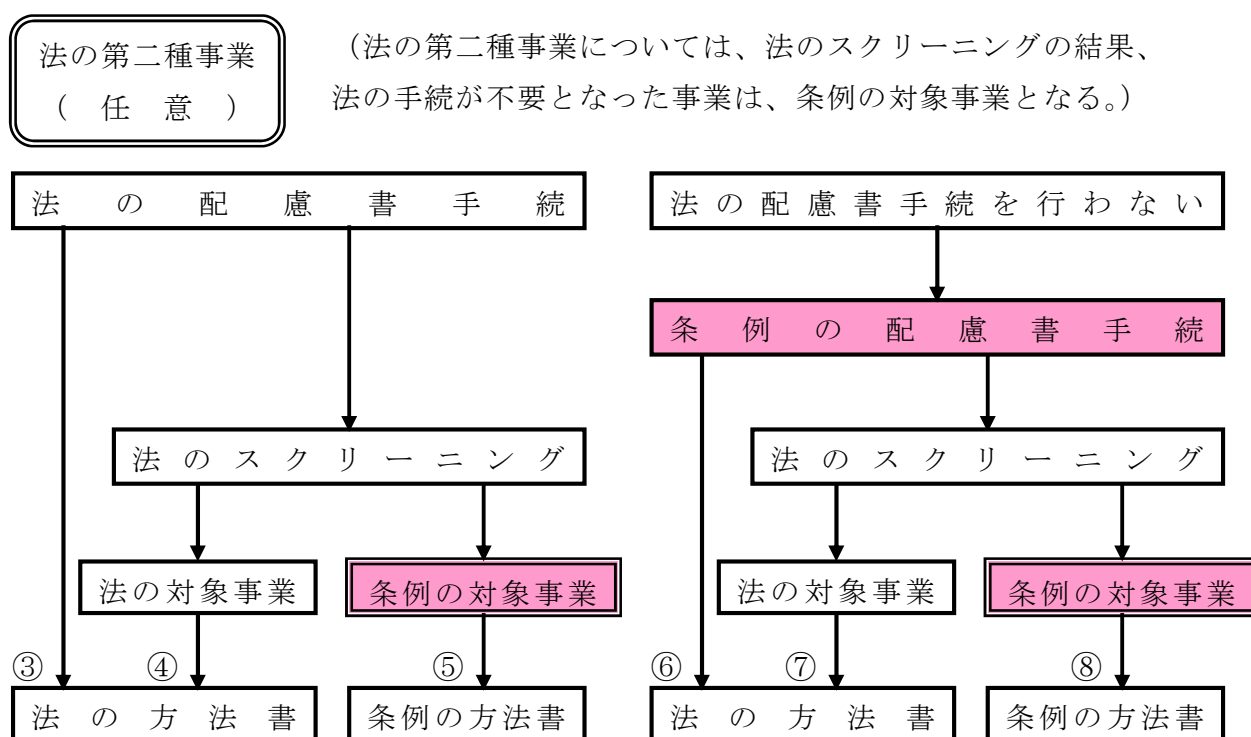 法の第二種事業
(任意)
(法の第二種事業については、法のスクリーニングの結果、
法の手続が不要となった事業は、条例の対象事業となる。)
法の配慮書手続
法の配慮書手続を行わない
条例の配慮書手続
法のスクリーニング
法のスクリーニング
法の対象事業
条例の対象事業
法の対象事業
条例の対象事業
③
④
⑤
⑥
⑦
⑧
法の方法書
条例の方法書
法の方法書
条例の方法書